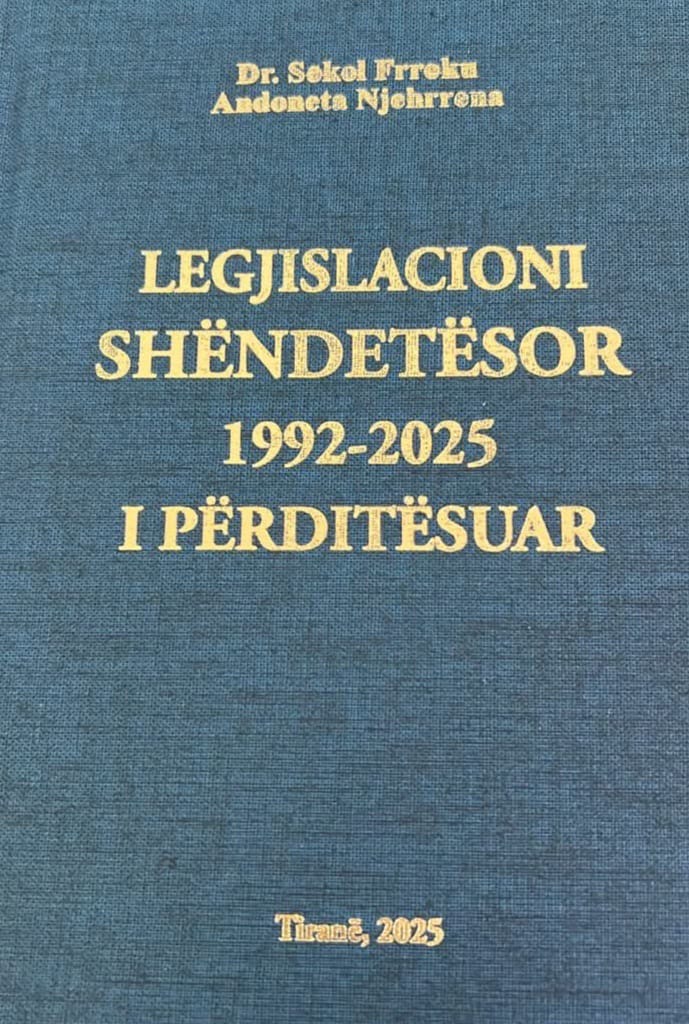 Dr. Sokol Frroku
Andoneta Njehrrena
LEGJISLACIONI
SHËNDETËSOR
1992-2025
I PËRDITËSUAR
Tiranë, 2025